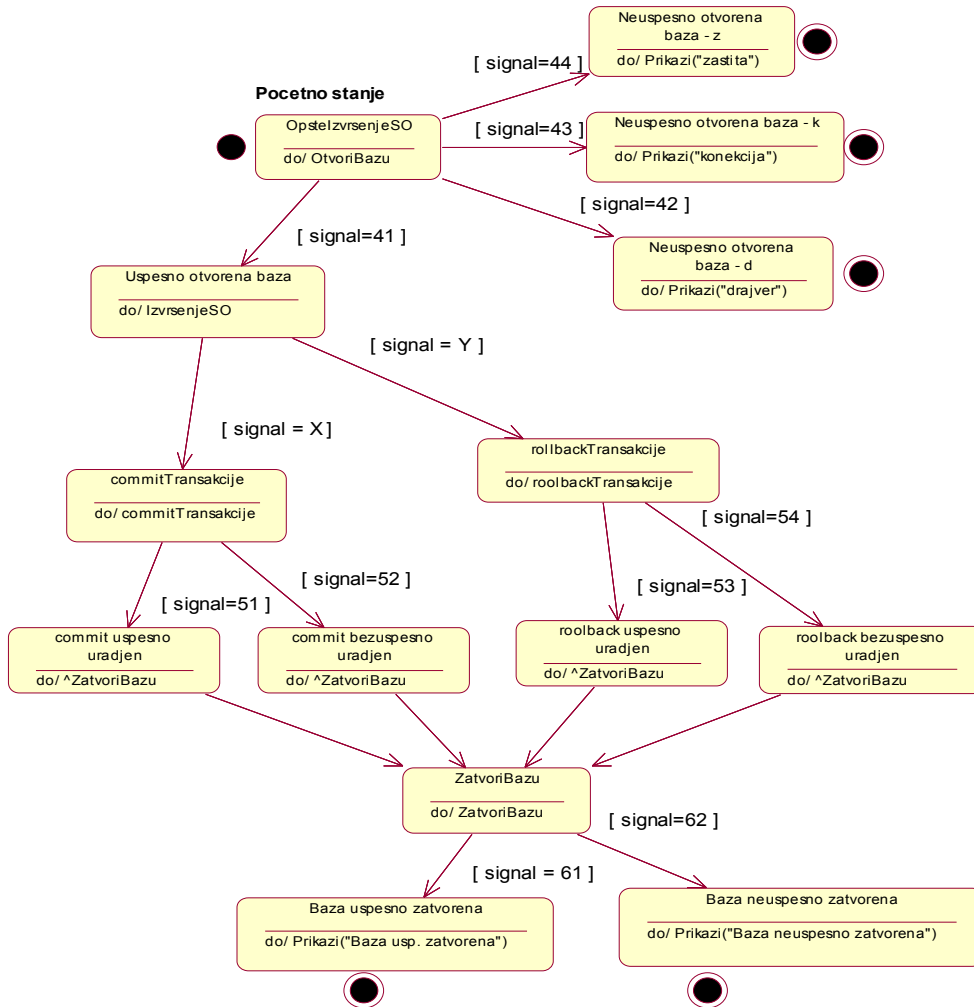 Neuspesno otvorena
baza - z
do/ Prikazi("zastita")
[ signal=44 ]
Pocetno stanje
OpsteIzvrsenjeSO
do/ OtvoriBazu
[ signal=43 ]
Neuspesno otvorena baza - k
do/ Prikazi("konekcija")
[ signal=42 ]
Neuspesno otvorena
baza - d
do/ Prikazi("drajver")
[ signal=41 ]
Uspesno otvorena baza
do/ IzvrsenjeSO
[ signal = Y ]
[ signal = X]
rollbackTransakcije
do/ roolbackTransakcije
commitTransakcije
do/ commitTransakcije
[ signal=54 ]
[ signal=52 ]
[ signal=53 ]
[ signal=51 ]
commit uspesno
uradjen
do/ ^ZatvoriBazu
commit bezuspesno
uradjen
do/ ^ZatvoriBazu
roolback uspesno
uradjen
do/ ^ZatvoriBazu
roolback bezuspesno
uradjen
do/ ^ZatvoriBazu
ZatvoriBazu
do/ ZatvoriBazu
[ signal=62 ]
[ signal = 61 ]
Baza uspesno zatvorena
do/ Prikazi("Baza usp. zatvorena")
Baza neuspesno zatvorena
do/ Prikazi("Baza neuspesno zatvorena")